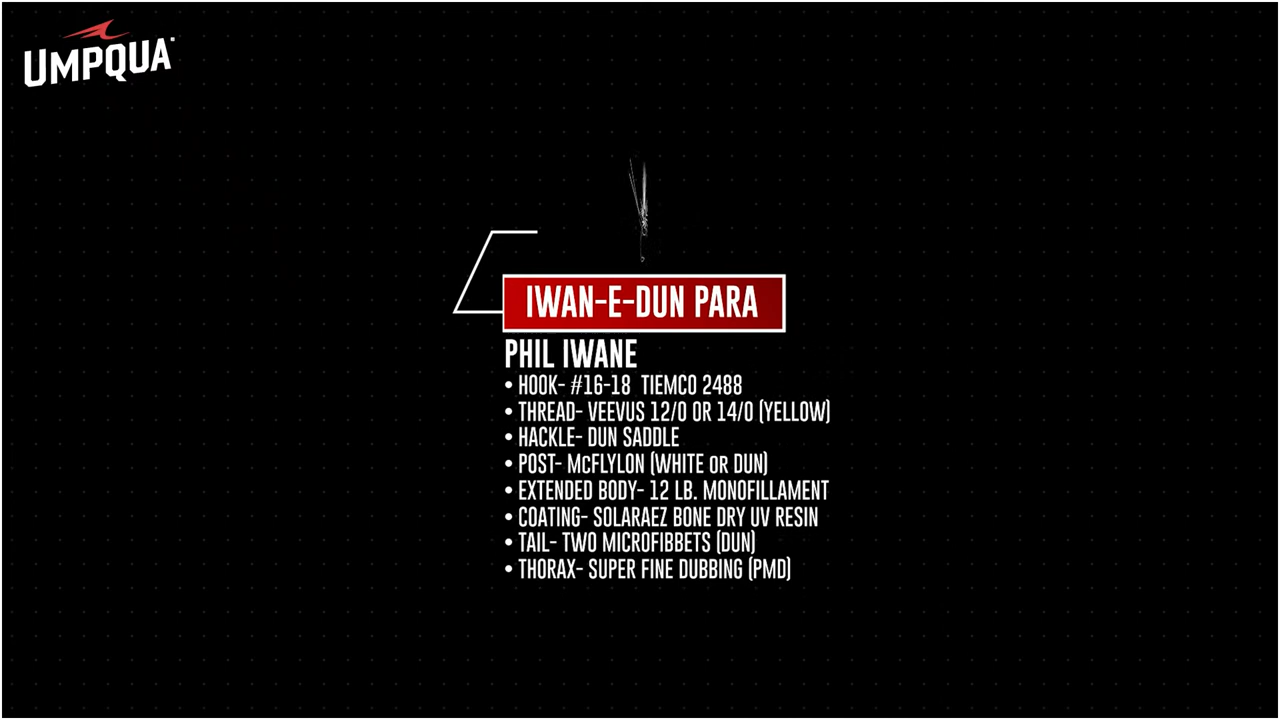 UMPQUA
IWAN-E-DUN PARA
PHIL IWANE
• HOOK- #16-18 TIEMCO 2488
• THREAD- VEEVUS 12/0 OR 14/0 (YELLOW)
• HACKLE- DUN SADDLE
• POST- McFLYLON (WHITE OR DUN)
• EXTENDED BODY- 12 LB. MONOFILLAMENT
• COATING- SOLARAEZ BONE DRY UV RESIN
• TAIL- TWO MICROFIBBETS (DUN)
• THORAX- SUPER FINE DUBBING (PMD)